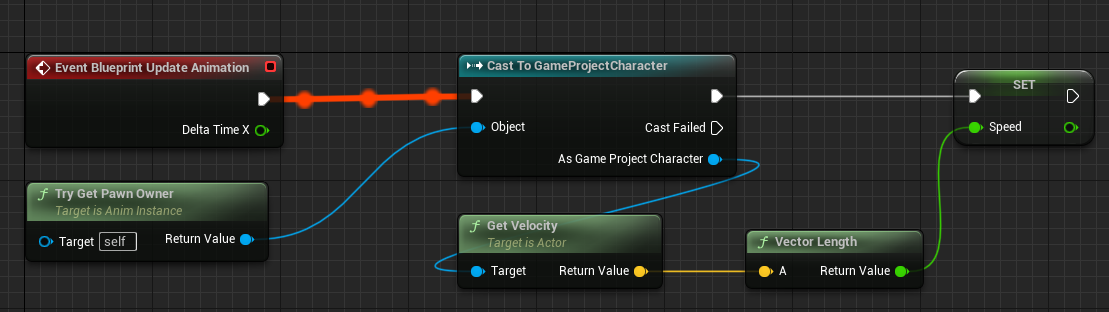 Event Blueprint Update Animation
Delta Time X
Try Get Pawn Owner
Target is Anim Instance
Target self Return Value
Cast To GameProjectCharacter
Object
Cast Failed
As Game Project Character
Get Velocity
Target is Actor
Target Return Value
Vector Length
A Return Value
SET
Speed